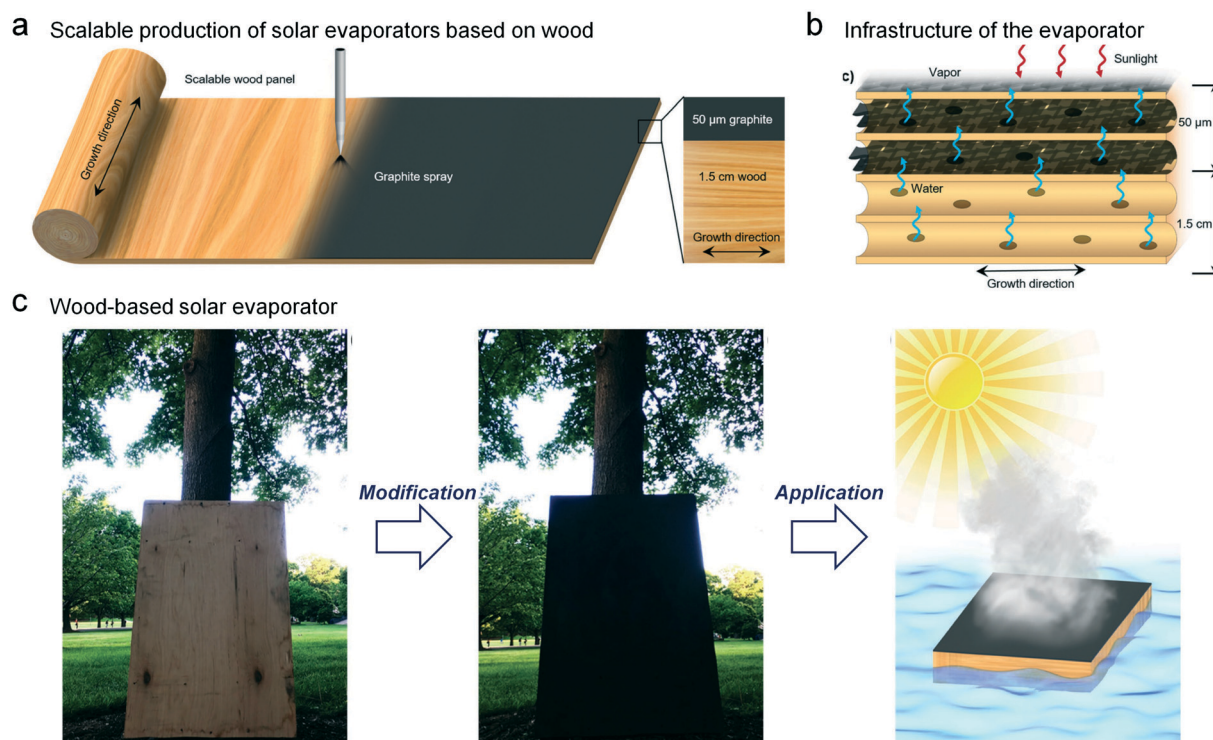 a Scalable production of solar evaporators based on wood
Scalable wood panel
Growth direction
Graphite spray
50 µm graphite
1.5 cm wood
Growth direction
b Infrastructure of the evaporator
c)
Vapor
Sunlight
50 µm
Water
1.5 cm
Growth direction
c Wood-based solar evaporator
Modification
Application